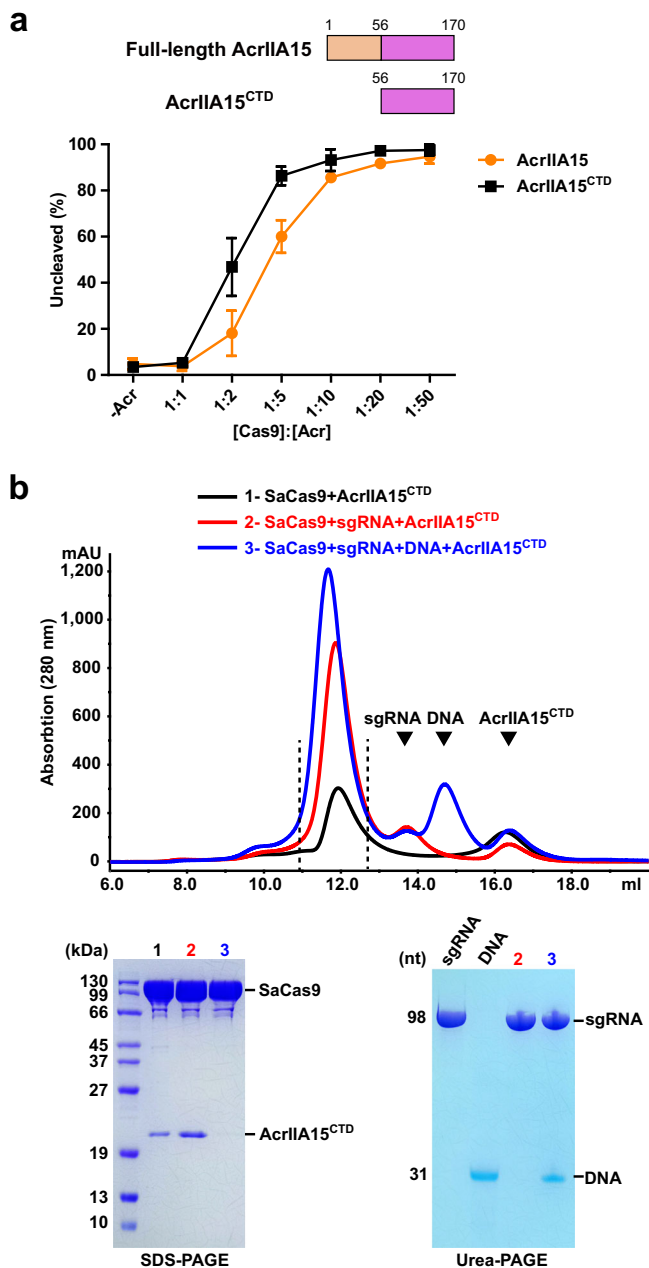 a
1 56 170
Full-length AcrIIA15
56 170
AcrIIA15CTD
100
80
60
40
20
0
Uncleaved (%)
AcrIIA15
AcrIIA15CTD
-Acr 1:1 1:2 1:5 1:10 1:20 1:50
[Cas9]:[Acr]
b
1- SaCas9+AcrIIA15CTD
2- SaCas9+sgRNA+AcrIIA15CTD
3- SaCas9+sgRNA+DNA+AcrIIA15CTD
mAU
1,200
1,000
800
600
400
200
0
Absorbtion (280 nm)
sgRNA DNA AcrIIA15CTD
6.0 8.0 10.0 12.0 14.0 16.0 18.0 ml
(kDa) 1 2 3
130
99
66
45
37
27
19
13
10
SaCas9
AcrIIA15CTD
SDS-PAGE
(nt) sgRNA DNA 2 3
98 sgRNA
31 DNA
Urea-PAGE